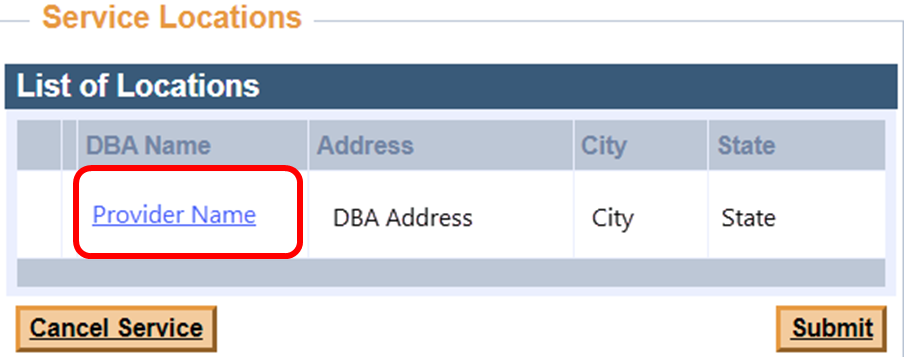 Service Locations
List of Locations
DBA Name Address City State
Provider Name DBA Address City State
Cancel Service Submit